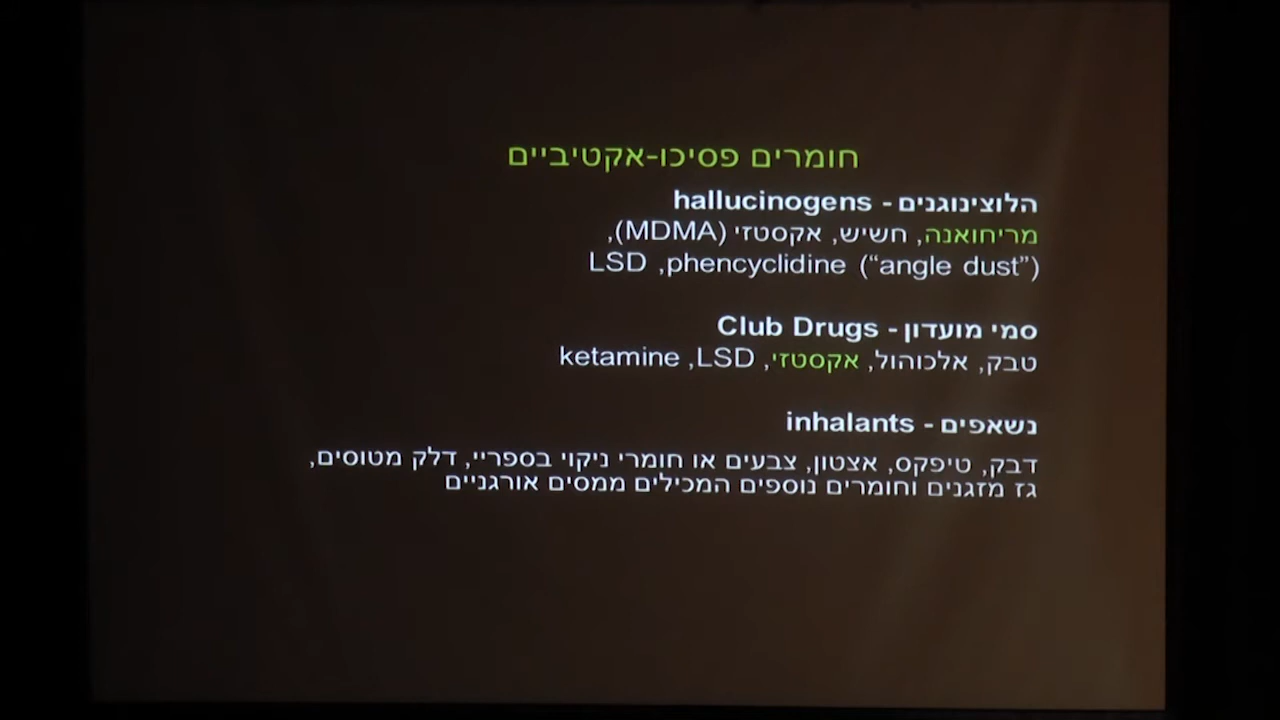 חומרים פסיכו-אקטיביים
הלוצינוגנים - hallucinogens
מריחואנה, חשיש, אקסטזי (MDMA),
LSD ,phencyclidine (“angle dust”)
סמי מועדון - Club Drugs
טבק, אלכוהול, אקסטזי, LSD, ketamine
נשאפים - inhalants
דבק, טיפקס, אצטון, צבעים או חומרי ניקוי בספריי, דלק מטוסים,
גז מזגנים וחומרים נוספים המכילים ממסים אורגניים